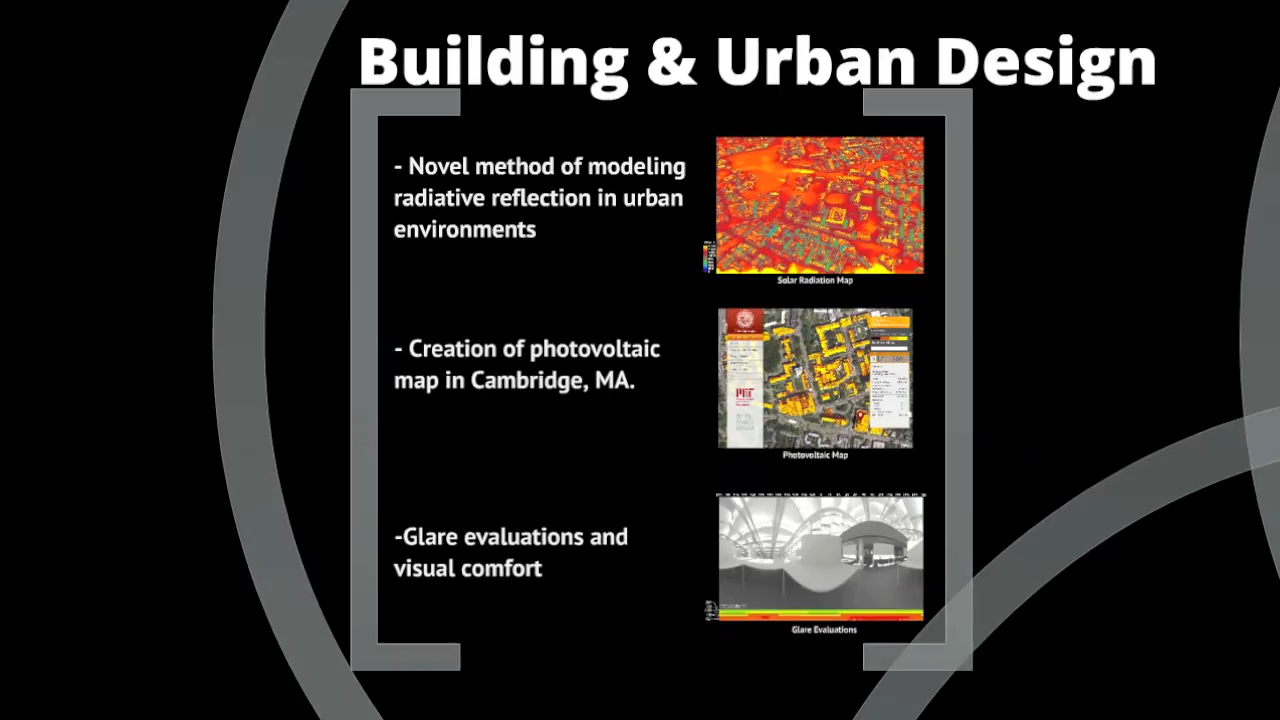 Building & Urban Design
- Novel method of modeling
radiative reflection in urban
environments
Solar Radiation Map
- Creation of photovoltaic
map in Cambridge, MA.
MIT
Photovoltaic Map
-Glare evaluations and
visual comfort
Glare Evaluations